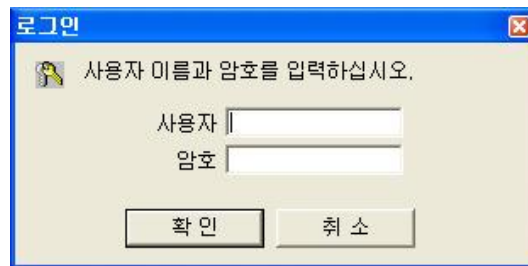 로그인
사용자 이름과 암호를 입력하십시오.
사용자
암호
확 인
취 소